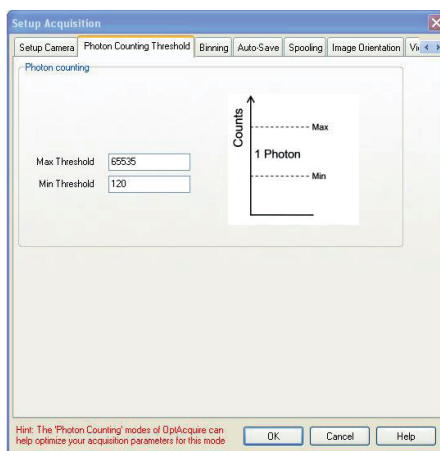 Setup Acquisition
Setup Camera Photon Counting Threshold Binning Auto-Save Spooling Image Orientation
Photon counting
Counts
Max
1 Photon
Min
Max Threshold 65535
Min Threshold 120
Hint: The 'Photon Counting' modes of OptAcquire can
help optimize your acquisition parameters for this mode
OK Cancel Help